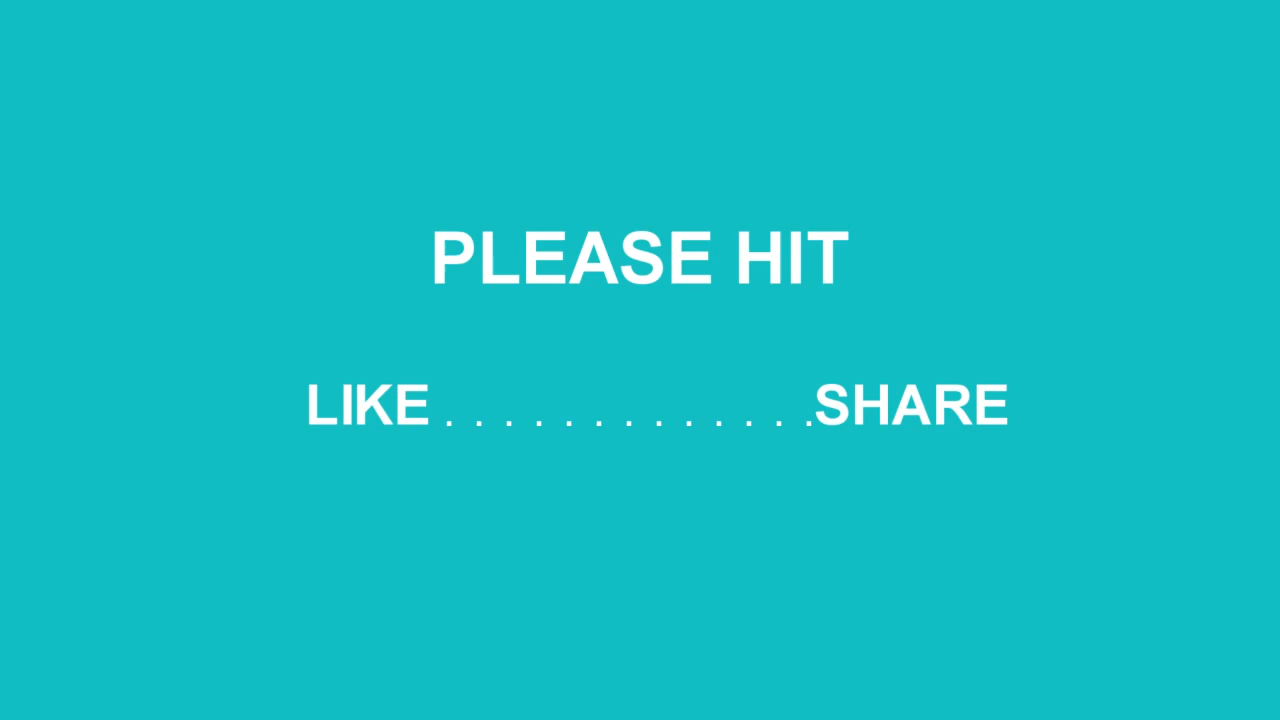 PLEASE HIT
LIKE . . . . . . . . . . . . .SHARE